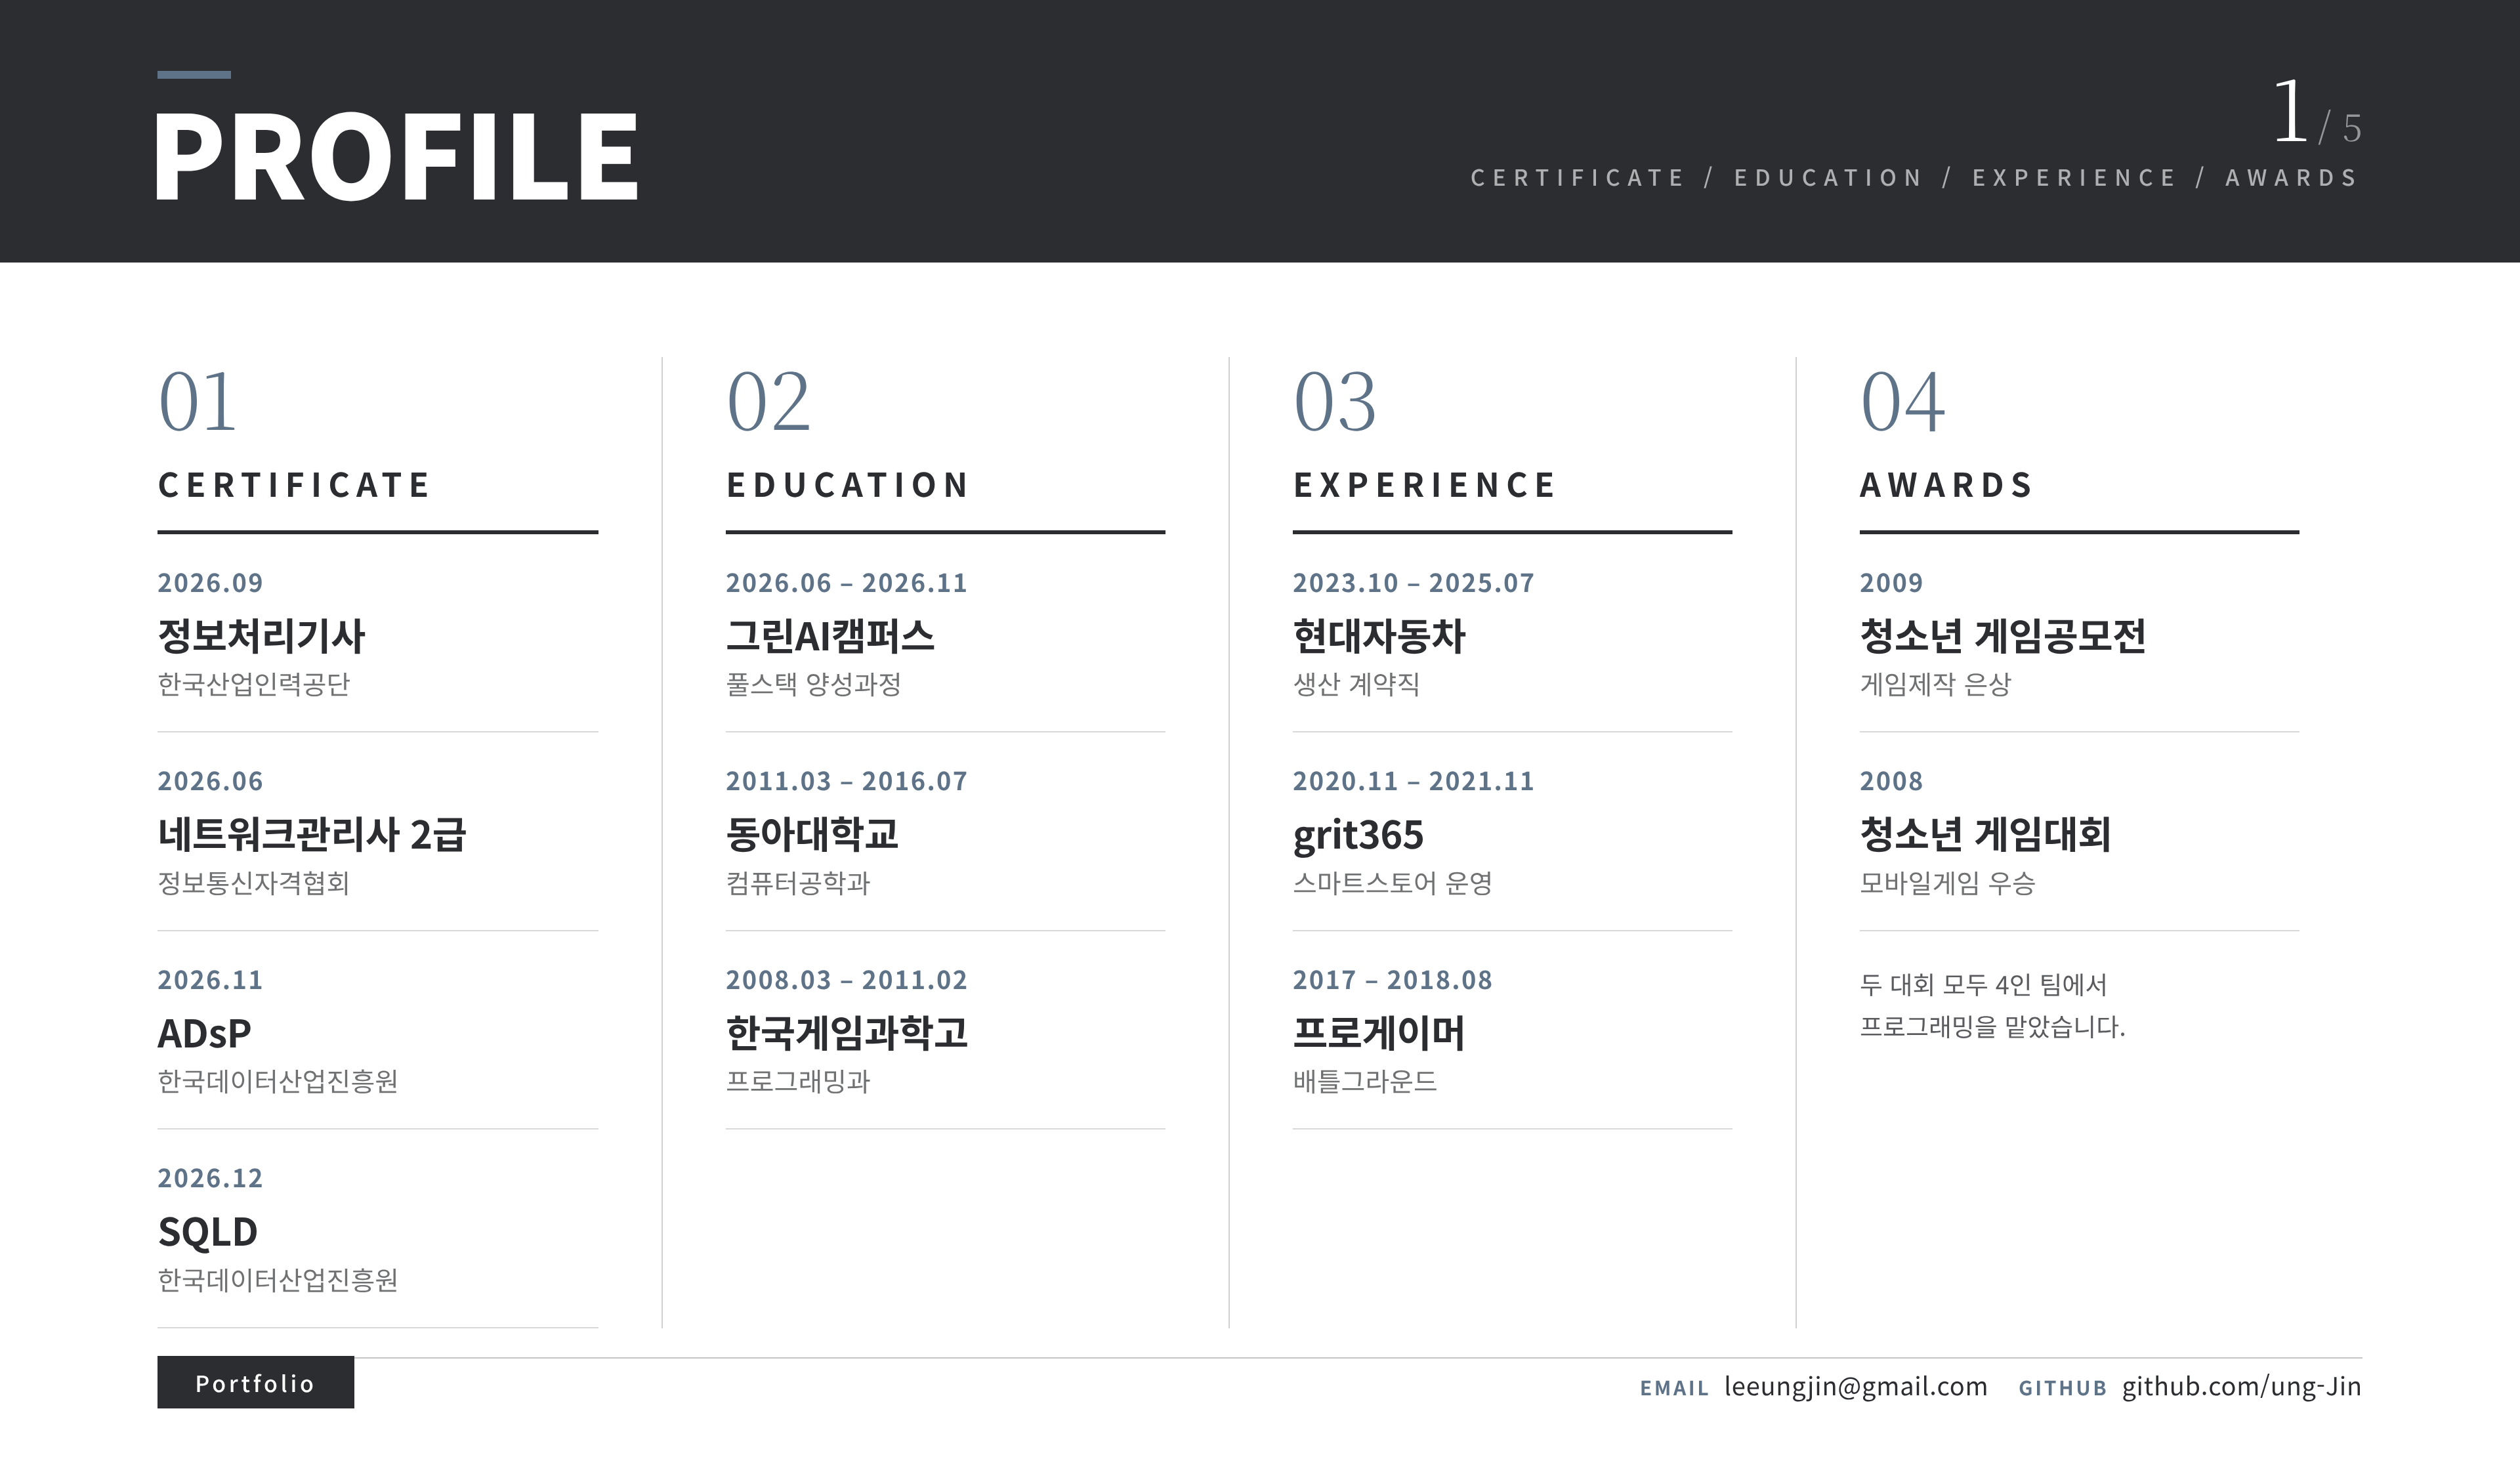 PROFILE
1 / 5
CERTIFICATE / EDUCATION / EXPERIENCE / AWARDS
01
CERTIFICATE
2026.09
정보처리기사
한국산업인력공단
2026.06
네트워크관리사 2급
정보통신자격협회
2026.11
ADsP
한국데이터산업진흥원
2026.12
SQLD
한국데이터산업진흥원
02
EDUCATION
2026.06 – 2026.11
그린AI캠퍼스
풀스택 양성과정
2011.03 – 2016.07
동아대학교
컴퓨터공학과
2008.03 – 2011.02
한국게임과학고
프로그래밍과
03
EXPERIENCE
2023.10 – 2025.07
현대자동차
생산 계약직
2020.11 – 2021.11
grit365
스마트스토어 운영
2017 – 2018.08
프로게이머
배틀그라운드
04
AWARDS
2009
청소년 게임공모전
게임제작 은상
2008
청소년 게임대회
모바일게임 우승
두 대회 모두 4인 팀에서
프로그래밍을 맡았습니다.
Portfolio
EMAIL leeungjin@gmail.com GITHUB github.com/ung-Jin